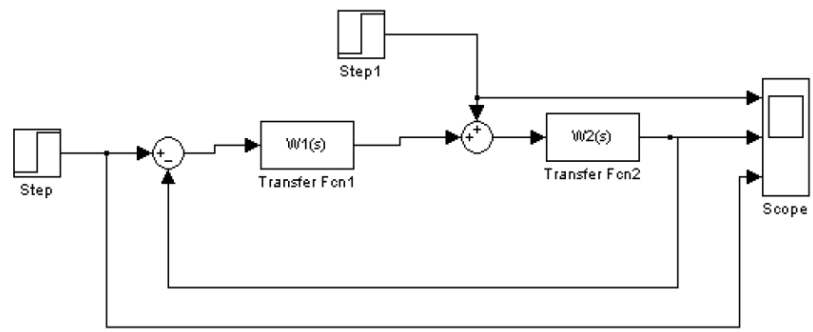 Step1
W1(s)
W2(s)
Transfer Fcn1
Transfer Fcn2
Step
Scope